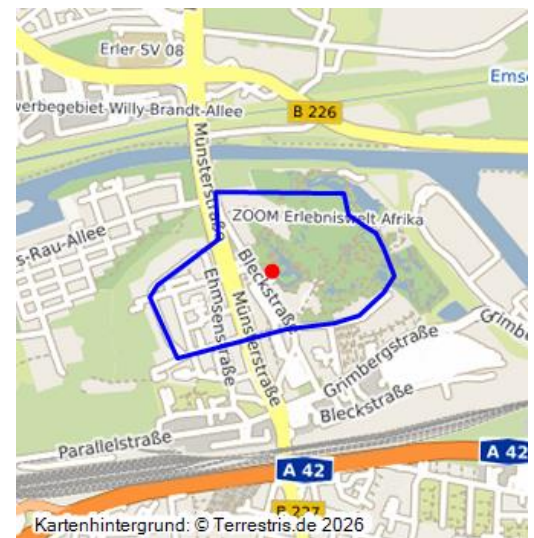 Erler SV 08
Ems
werbegebiet-Willy-Brandt-Allee
B 226
Münsterstraße
ZOOM Erlebniswelt Afrika
s-Rau-Allee
Bleckstraße
Ehmsenstraße
Münsterstraße
Grimb
Grimbergstraße
Bleckstraße
Parallelstraße
A 42
A 42
B 227
Kartenhintergrund: © Terrestris.de 2026